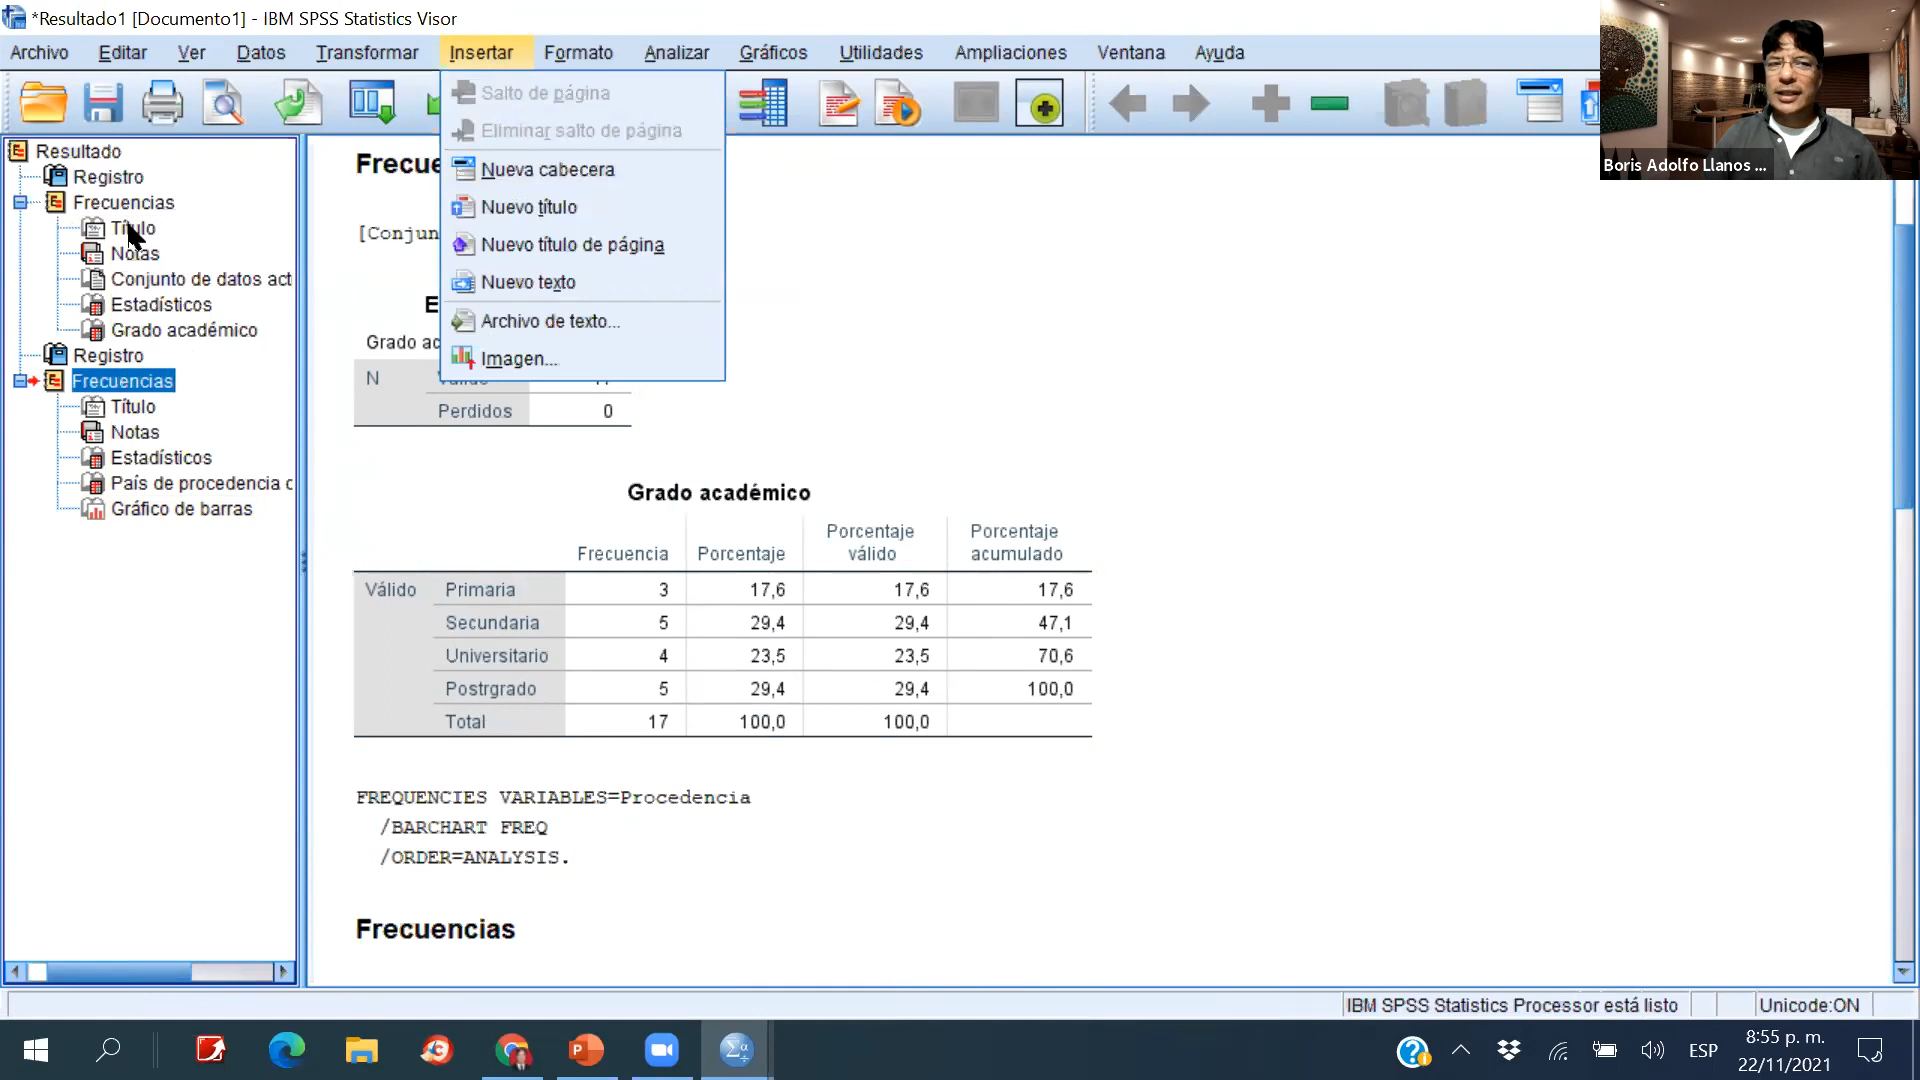 *Resultado1 [Documento1] - IBM SPSS Statistics Visor
Archivo Editar Ver Datos Transformar Insertar Formato Analizar Gráficos Utilidades Ampliaciones Ventana Ayuda
Salto de página
Eliminar salto de página
Nueva cabecera
Nuevo título
Nuevo título de página
Nuevo texto
Archivo de texto...
Imagen...
Boris Adolfo Llanos ...
Resultado
Registro
Frecuencias
Título
Notas
Conjunto de datos act
Estadísticos
Grado académico
Registro
Frecuencias
Título
Notas
Estadísticos
País de procedencia
Gráfico de barras
Frecue
[Conjun
E
Grado ac
N
Perdidos 0
Grado académico
Frecuencia Porcentaje Porcentaje válido Porcentaje acumulado
Válido Primaria 3 17,6 17,6 17,6
Secundaria 5 29,4 29,4 47,1
Universitario 4 23,5 23,5 70,6
Postrgrado 5 29,4 29,4 100,0
Total 17 100,0 100,0
FREQUENCIES VARIABLES=Procedencia
/BARCHART FREQ
/ORDER=ANALYSIS.
Frecuencias
IBM SPSS Statistics Processor está listo Unicode:ON
ESP
8:55 p. m.
22/11/2021